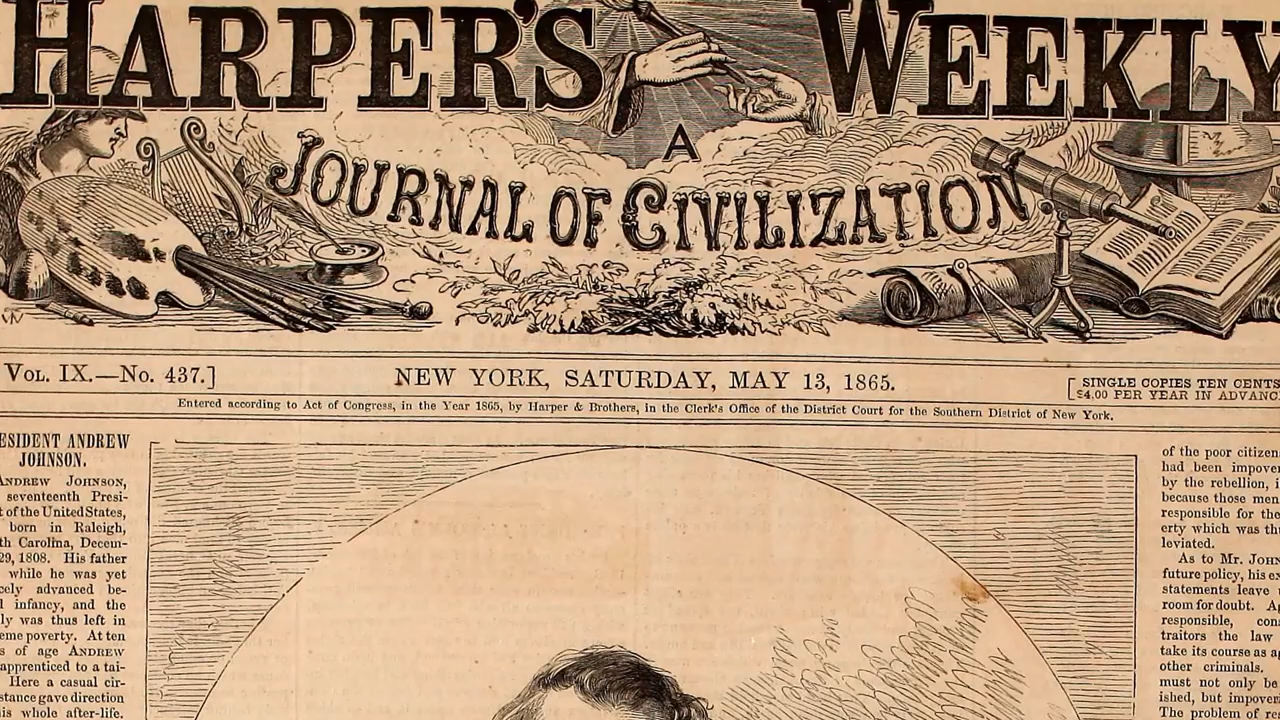 HARPER'S WEEKLY
A
JOURNAL OF CIVILIZATION
VOL. IX.—No. 437.]
NEW YORK, SATURDAY, MAY 13, 1865.
[SINGLE COPIES TEN CENTS
$4.00 PER YEAR IN ADVANC
Entered according to Act of Congress, in the Year 1865, by Harper & Brothers, in the Clerk's Office of the District Court for the Southern District of New York.
ESIDENT ANDREW
JOHNSON.
ANDREW JOHNSON,
seventeenth Presi-
t of the United States,
born in Raleigh,
th Carolina, Decem-
29, 1808. His father
while he was yet
cely advanced be-
l infancy, and the
ly was thus left in
eme poverty. At ten
s of age ANDREW
apprenticed to a tai-
Here a casual cir-
stance gave direction
is whole after-life.
of the poor citizen
had been impover
by the rebellion, i
because those men
responsible for the
erty which was th
leviated.
As to Mr. JOHN
future policy, his ex
statements leave
room for doubt. A
responsible, cons
traitors the law
take its course as ag
other criminals.
must not only be
ished, but impover
The problem of re